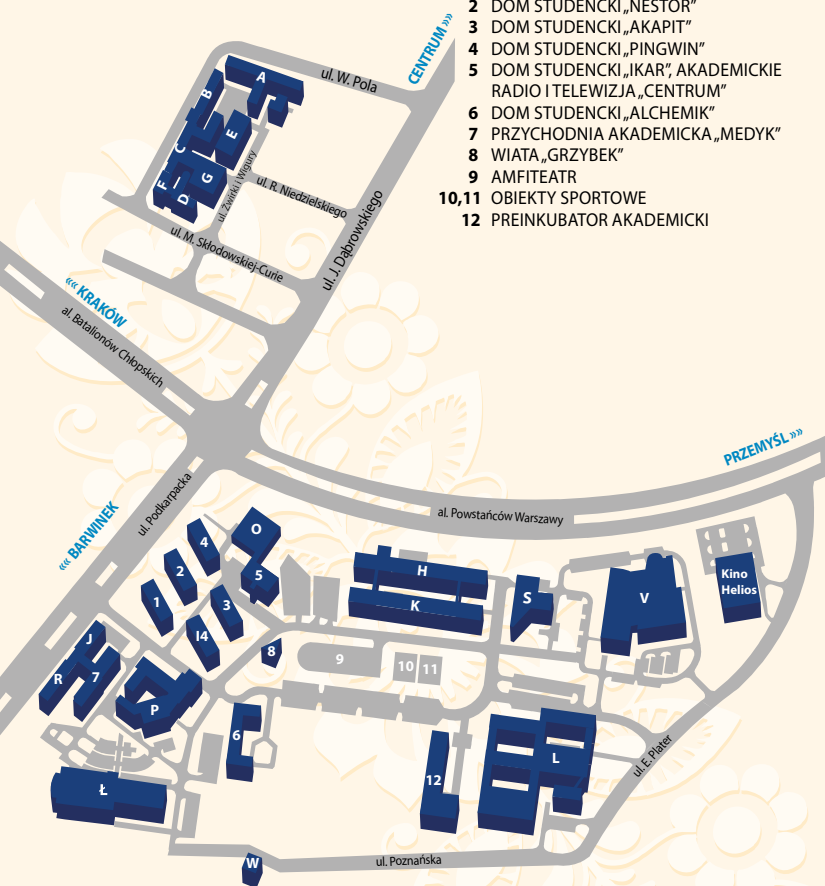 2 DOM STUDENCKI „NESTOR”
3 DOM STUDENCKI „AKAPIT”
4 DOM STUDENCKI „PINGWIN”
5 DOM STUDENCKI „IKAR”, AKADEMICKIE
RADIO I TELEWIZJA „CENTRUM”
6 DOM STUDENCKI „ALCHEMIK”
7 PRZYCHODNIA AKADEMICKA „MEDYK”
8 WIATA „GRZYBEK”
9 AMFITEATR
10,11 OBIEKTY SPORTOWE
12 PREINKUBATOR AKADEMICKI
CENTRUM »»
ul. W. Pola
A
B
C
E
F
D
G
ul. Żwirki i Wigury
ul. R. Niedzielskiego
ul. M. Skłodowskiej-Curie
ul. J. Dąbrowskiego
«« KRAKÓW
al. Batalionów Chłopskich
PRZEMYŚL »»
al. Powstańców Warszawy
«« BARWINEK
ul. Podkarpacka
O
4
2
5
1
3
I4
H
K
S
V
Kino
Helios
J
R
7
P
8
9
10
11
6
12
L
Ł
W
ul. E. Plater
ul. Poznańska